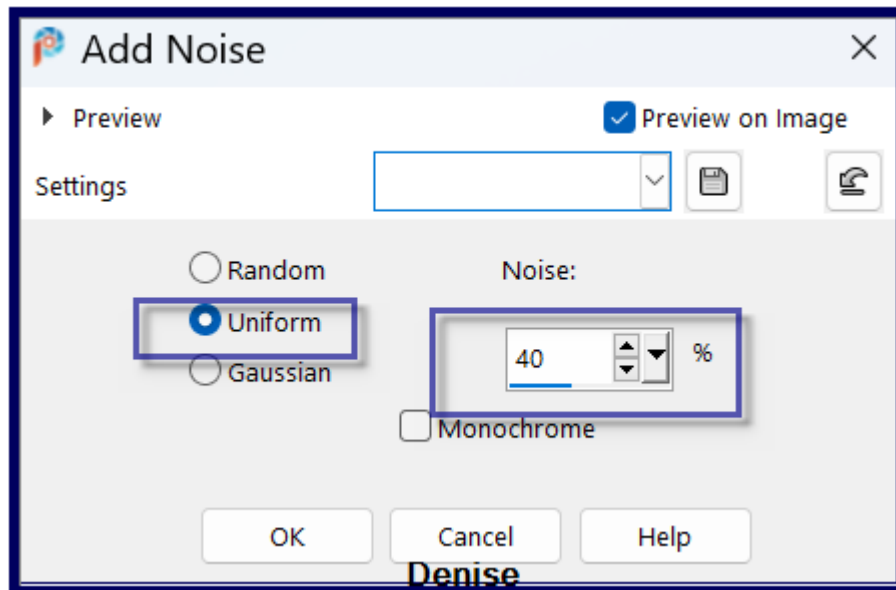 Add Noise
Preview
Preview on Image
Settings
Random
Noise:
Uniform
40 %
Gaussian
Monochrome
OK Cancel Help
Denise